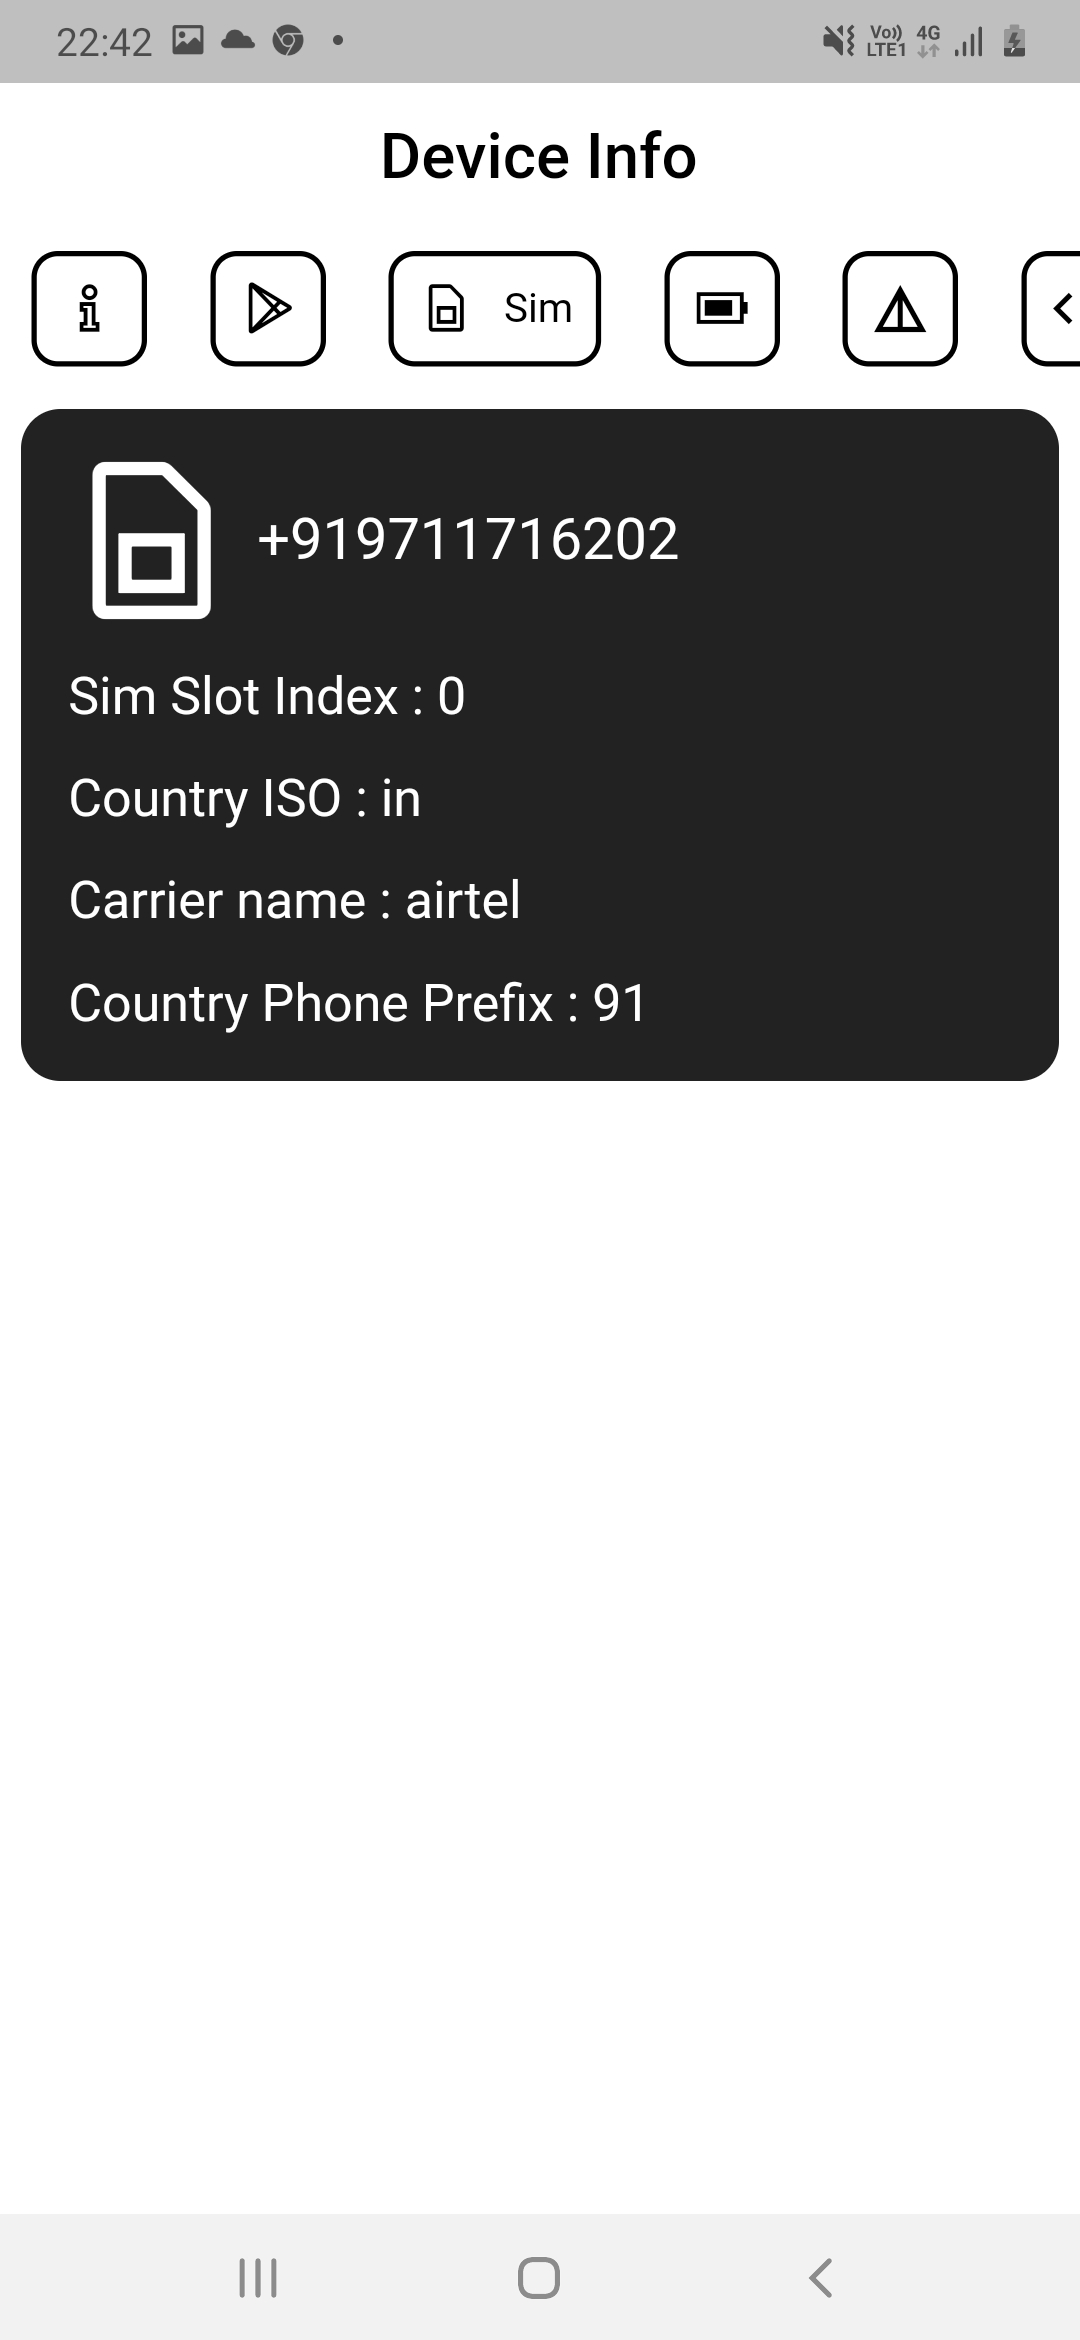 22:42 Vo)) LTE1 4G
Device Info
Sim
+919711716202
Sim Slot Index : 0
Country ISO : in
Carrier name : airtel
Country Phone Prefix : 91